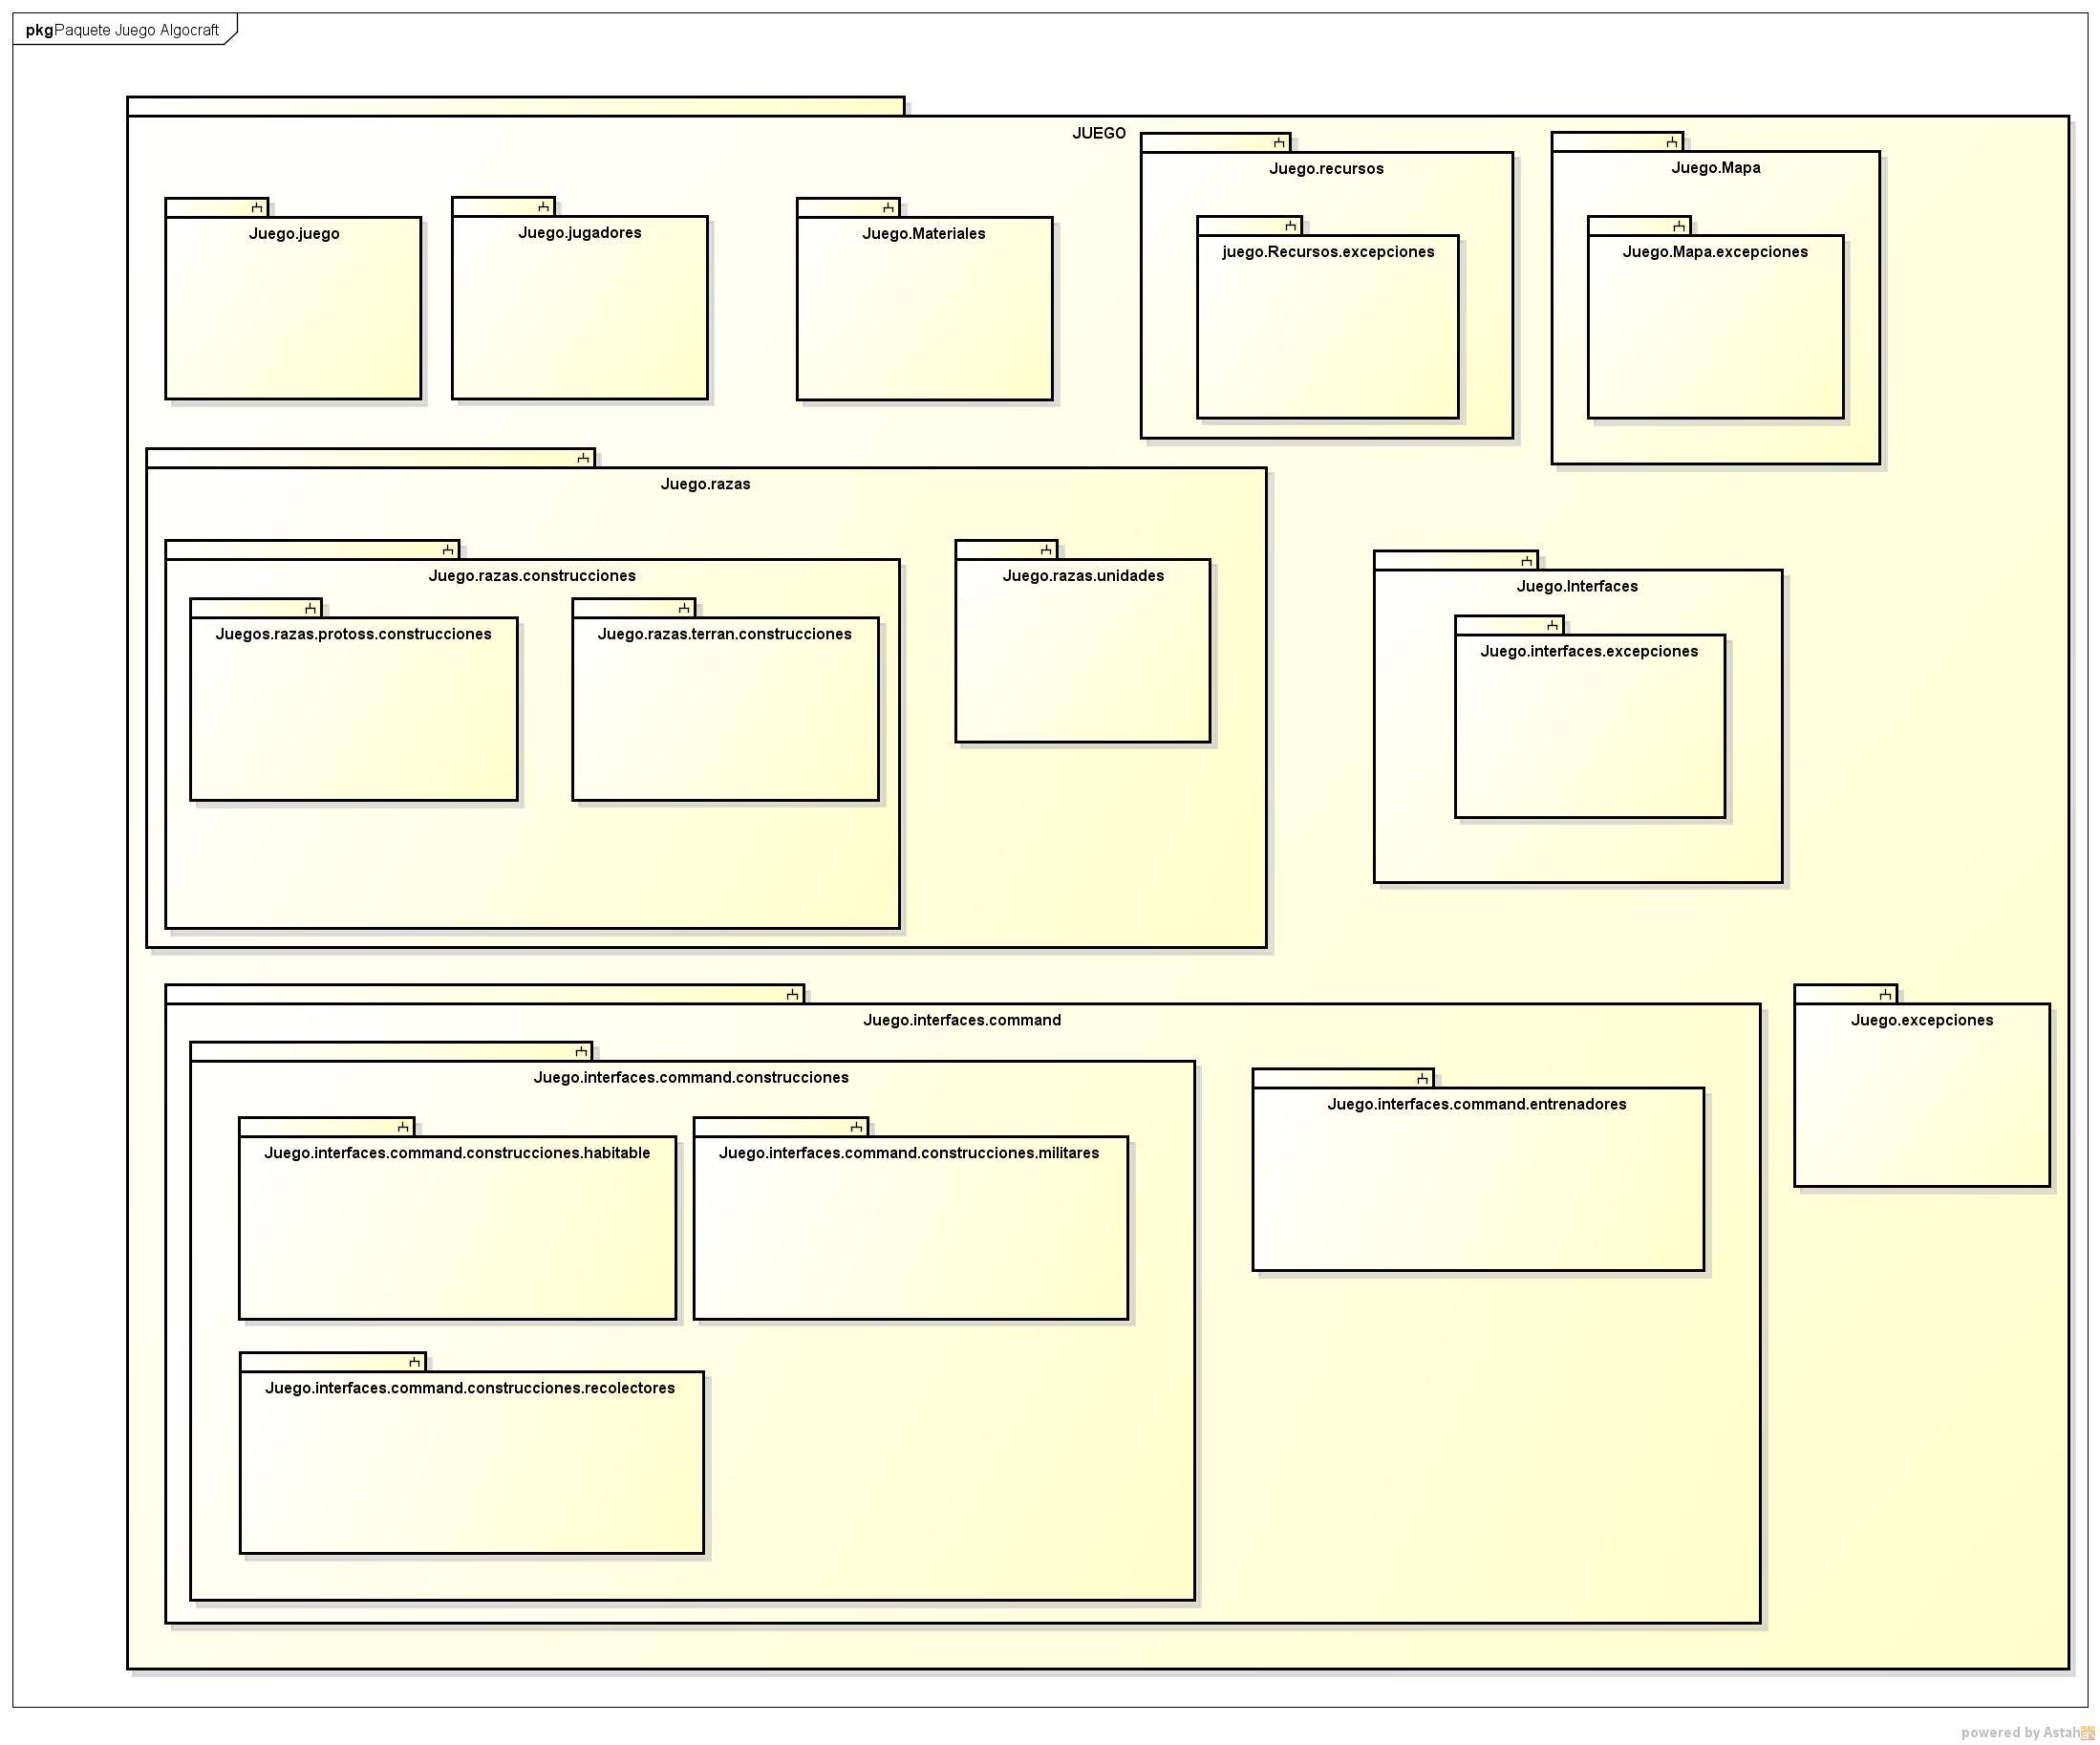 pkgPaquete Juego Algocraft
JUEGO
Juego.juego
Juego.jugadores
Juego.Materiales
Juego.recursos
juego.Recursos.excepciones
Juego.Mapa
Juego.Mapa.excepciones
Juego.razas
Juego.razas.construcciones
Juegos.razas.protoss.construcciones
Juego.razas.terran.construcciones
Juego.razas.unidades
Juego.Interfaces
Juego.interfaces.excepciones
Juego.interfaces.command
Juego.interfaces.command.construcciones
Juego.interfaces.command.construcciones.habitable
Juego.interfaces.command.construcciones.militares
Juego.interfaces.command.construcciones.recolectores
Juego.interfaces.command.entrenadores
Juego.excepciones
powered by Astah